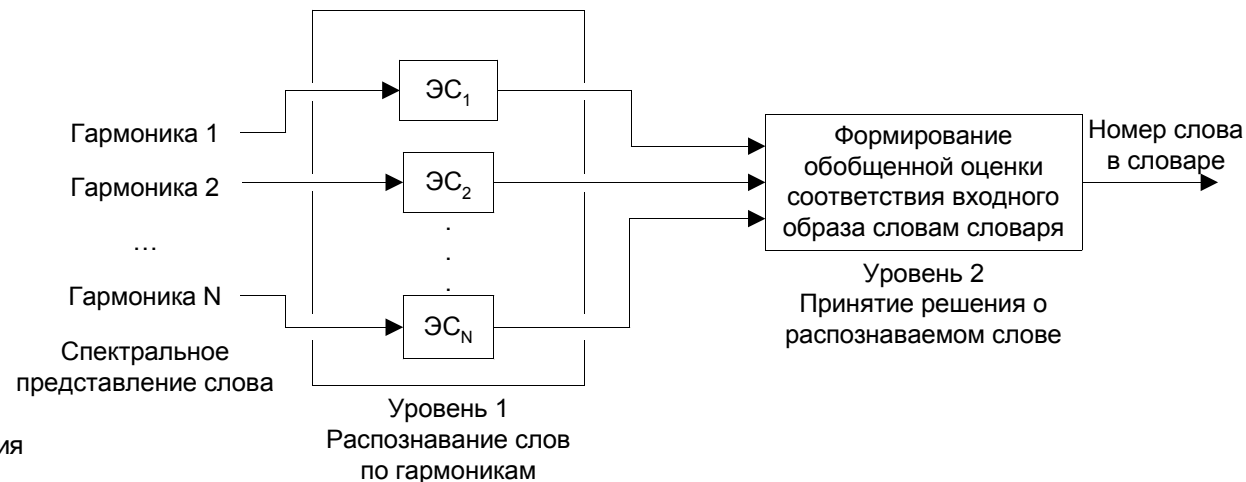 Гармоника 1
Гармоника 2
…
Гармоника N
Спектральное
представление слова
ЭС1
ЭС2
.
.
.
ЭСN
Уровень 1
Распознавание слов
по гармоникам
Формирование
обобщенной оценки
соответствия входного
образа словам словаря
Уровень 2
Принятие решения о
распознаваемом слове
Номер слова
в словаре
ия